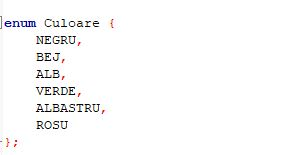 enum Culoare {
NEGRU,
BEJ,
ALB,
VERDE,
ALBASTRU,
ROSU
};